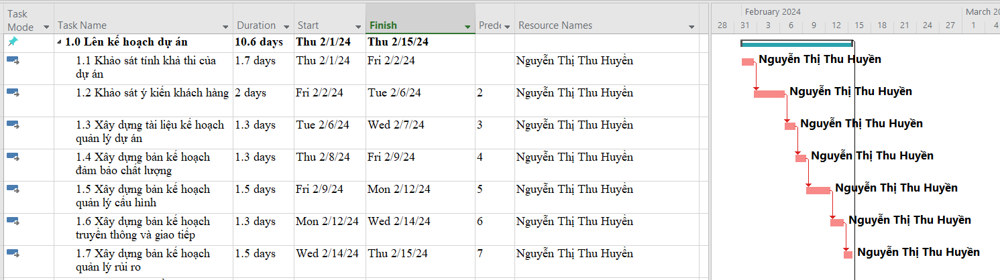 Task Mode
Task Name
Duration
Start
Finish
Prede
Resource Names
February 2024
March 20
28 31 3 6 9 12 15 18 21 24 27 1 4
1.0 Lên kế hoạch dự án 10.6 days Thu 2/1/24 Thu 2/15/24
1.1 Khảo sát tính khả thi của 1.7 days Thu 2/1/24 Fri 2/2/24 Nguyễn Thị Thu Huyền Nguyễn Thị Thu Huyền
dự án
1.2 Khảo sát ý kiến khách hàng 2 days Fri 2/2/24 Tue 2/6/24 2 Nguyễn Thị Thu Huyền Nguyễn Thị Thu Huyền
1.3 Xây dựng tài liệu kế hoạch 1.3 days Tue 2/6/24 Wed 2/7/24 3 Nguyễn Thị Thu Huyền Nguyễn Thị Thu Huyền
quản lý dự án
1.4 Xây dựng bản kế hoạch 1.3 days Thu 2/8/24 Fri 2/9/24 4 Nguyễn Thị Thu Huyền Nguyễn Thị Thu Huyền
đảm bảo chất lượng
1.5 Xây dựng bản kế hoạch 1.5 days Fri 2/9/24 Mon 2/12/24 5 Nguyễn Thị Thu Huyền Nguyễn Thị Thu Huyền
quản lý cấu hình
1.6 Xây dựng bản kế hoạch 1.3 days Mon 2/12/24 Wed 2/14/24 6 Nguyễn Thị Thu Huyền Nguyễn Thị Thu Huyền
truyền thông và giao tiếp
1.7 Xây dựng bản kế hoạch 1.5 days Wed 2/14/24 Thu 2/15/24 7 Nguyễn Thị Thu Huyền Nguyễn Thị Thu Huyền
quản lý rủi ro